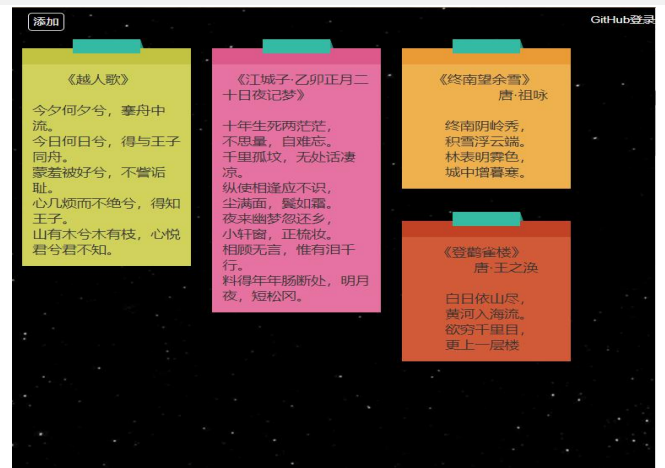 添加
GitHub登录
《越人歌》
今夕何夕兮，搴舟中
流。
今日何日兮，得与王子
同舟。
蒙羞被好兮，不訾诟
耻。
心几烦而不绝兮，得知
王子。
山有木兮木有枝，心悦
君兮君不知。
《江城子·乙卯正月二
十日夜记梦》
十年生死两茫茫，
不思量，自难忘。
千里孤坟，无处话凄
凉。
纵使相逢应不识，
尘满面，鬓如霜。
夜来幽梦忽还乡，
小轩窗，正梳妆。
相顾无言，惟有泪千
行。
料得年年肠断处，明月
夜，短松冈。
《终南望余雪》
唐·祖咏
终南阴岭秀，
积雪浮云端。
林表明霁色，
城中增暮寒。
《登鹳雀楼》
唐·王之涣
白日依山尽，
黄河入海流。
欲穷千里目，
更上一层楼